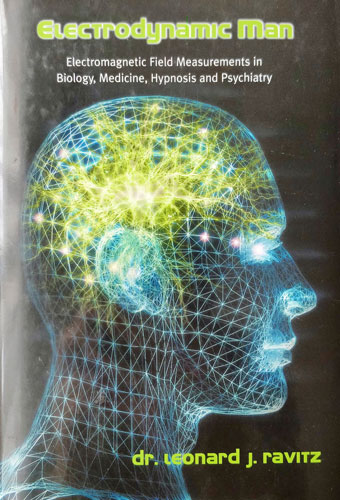 Electrodynamic Man
Electromagnetic Field Measurements in
Biology, Medicine, Hypnosis and Psychiatry
dr. Leonard J. Ravitz